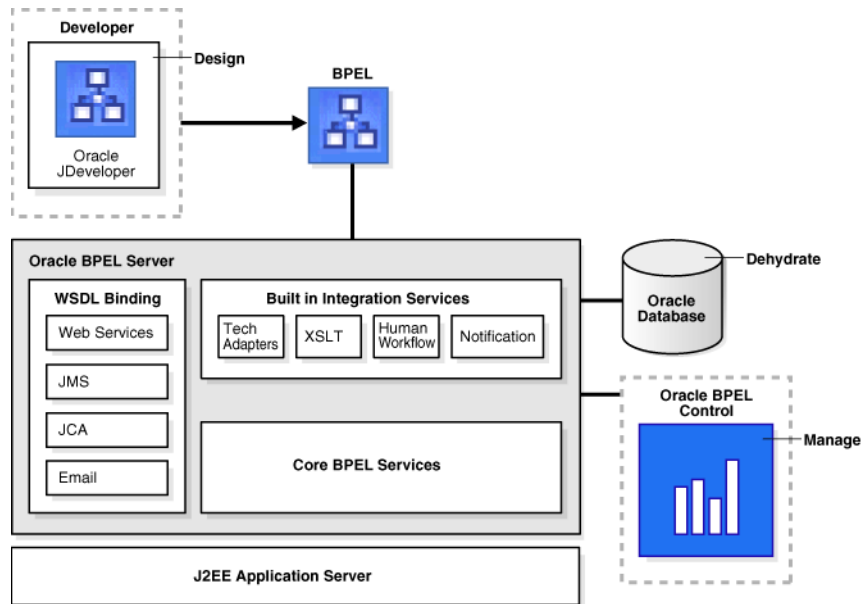 Developer
Design
Oracle
JDeveloper
BPEL
Oracle BPEL Server
WSDL Binding
Web Services
JMS
JCA
Email
Built in Integration Services
Tech
Adapters
XSLT
Human
Workflow
Notification
Core BPEL Services
Dehydrate
Oracle
Database
Oracle BPEL
Control
Manage
J2EE Application Server